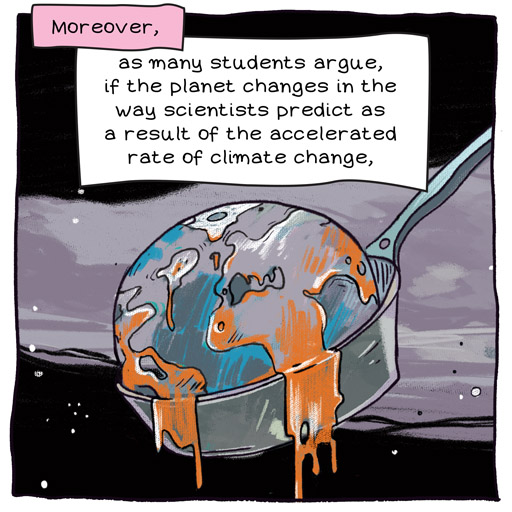 Moreover,
as many students argue,
if the planet changes in the
way scientists predict as
a result of the accelerated
rate of climate change,